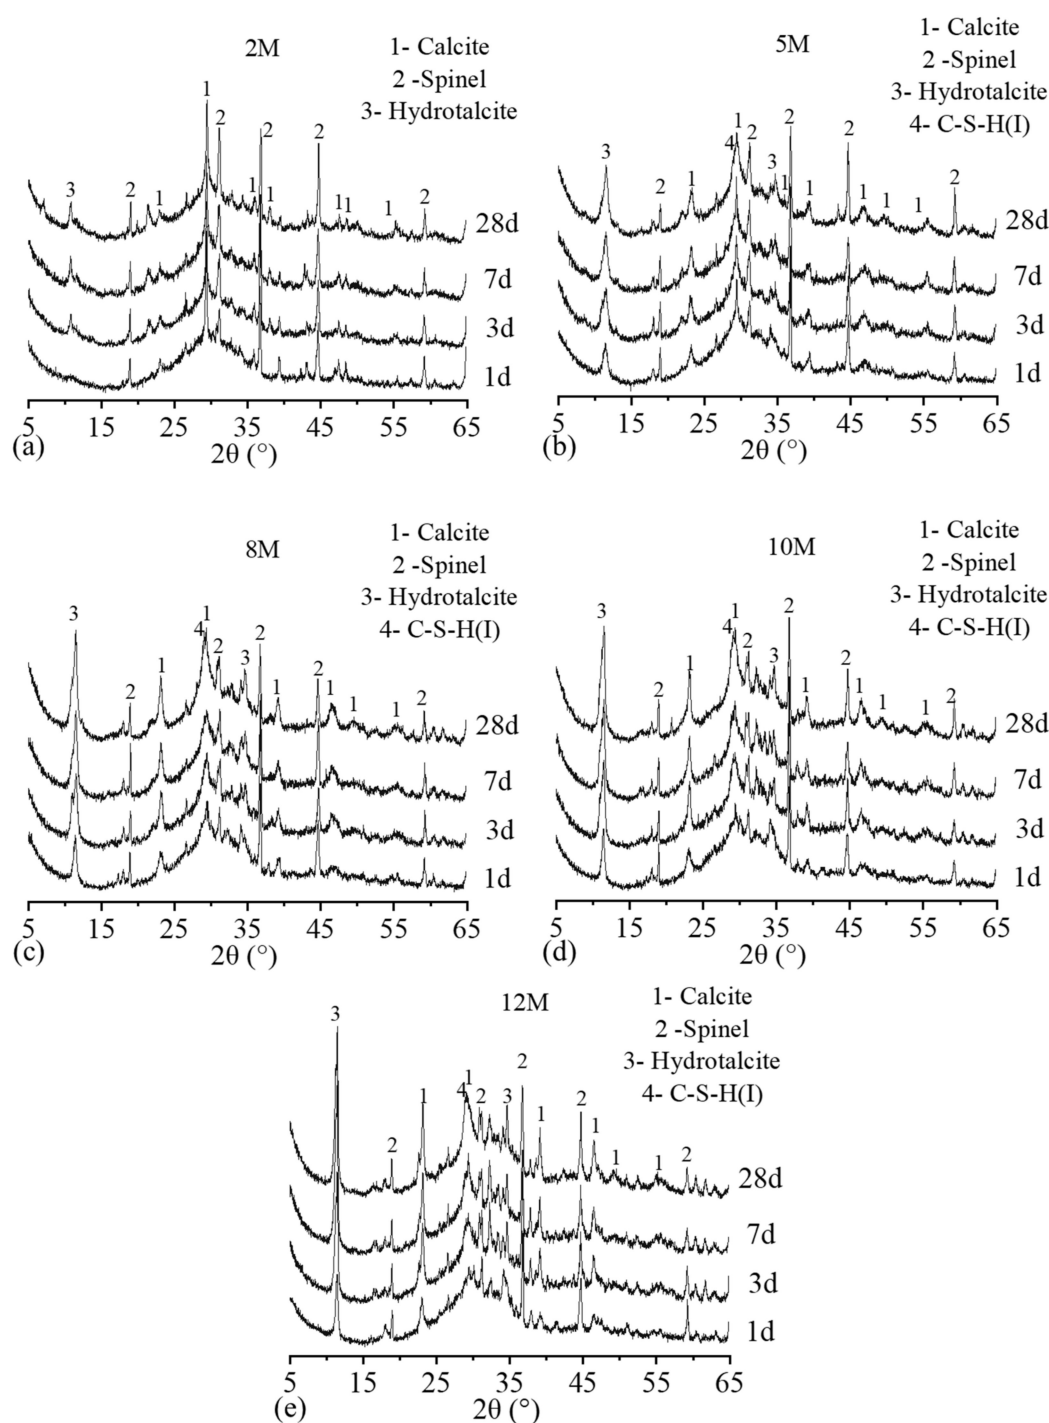 2M
1- Calcite
2 -Spinel
3- Hydrotalcite
1
2
2
2
3
2
1
1
1
1
1
1
2
28d
7d
3d
1d
5 15 25 35 45 55 65
(a)
2θ (°)
5M
1- Calcite
2 -Spinel
3- Hydrotalcite
4- C-S-H(I)
3
2
1
4
1
2
3
1
2
1
2
1
1
1
2
28d
7d
3d
1d
5 15 25 35 45 55 65
(b)
2θ (°)
8M
1- Calcite
2 -Spinel
3- Hydrotalcite
4- C-S-H(I)
3
2
1
4
1
2
3
2
1
2
1
1
1
2
28d
7d
3d
1d
5 15 25 35 45 55 65
(c)
2θ (°)
10M
1- Calcite
2 -Spinel
3- Hydrotalcite
4- C-S-H(I)
3
2
1
4
1
2
3
2
1
2
1
1
1
2
28d
7d
3d
1d
5 15 25 35 45 55 65
(d)
2θ (°)
12M
1- Calcite
2 -Spinel
3- Hydrotalcite
4- C-S-H(I)
3
2
1
4
1
2
3
2
1
2
1
1
1
2
28d
7d
3d
1d
5 15 25 35 45 55 65
(e)
2θ (°)